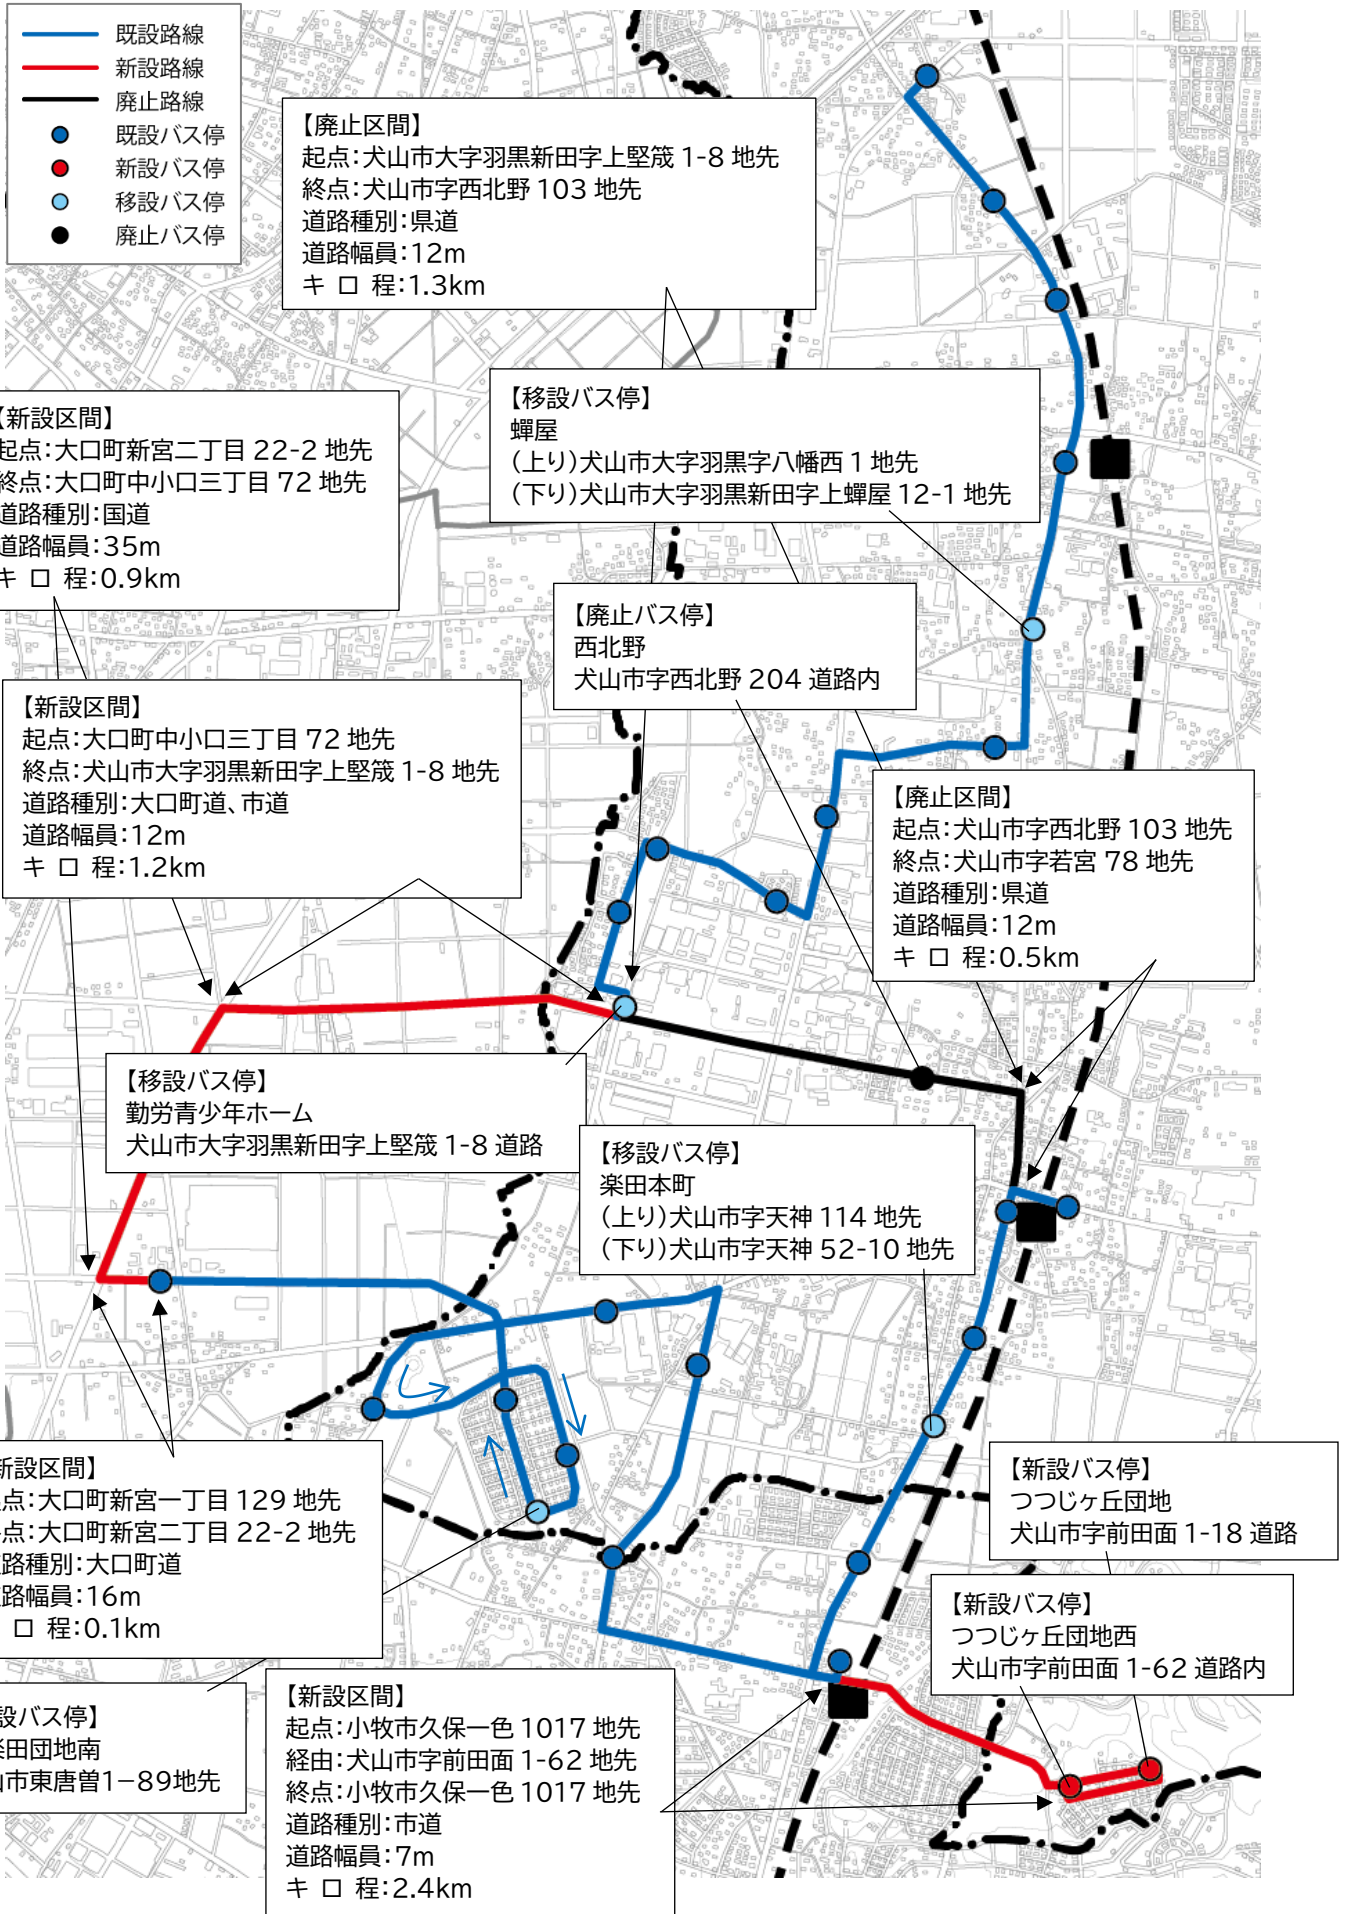 既設路線
新設路線
廃止路線
既設バス停
新設バス停
移設バス停
廃止バス停
【廃止区間】
起点：犬山市大字羽黒新田字上堅筬 1-8 地先
終点：犬山市字西北野 103 地先
道路種別：県道
道路幅員：12m
キ ロ 程：1.3km
【移設バス停】
蟬屋
（上り）犬山市大字羽黒字八幡西 1 地先
（下り）犬山市大字羽黒新田字上蟬屋 12-1 地先
【新設区間】
起点：大口町新宮二丁目 22-2 地先
終点：大口町中小口三丁目 72 地先
道路種別：国道
道路幅員：35m
キ ロ 程：0.9km
【廃止バス停】
西北野
犬山市字西北野 204 道路内
【新設区間】
起点：大口町中小口三丁目 72 地先
終点：犬山市大字羽黒新田字上堅筬 1-8 地先
道路種別：大口町道、市道
道路幅員：12m
キ ロ 程：1.2km
【廃止区間】
起点：犬山市字西北野 103 地先
終点：犬山市字若宮 78 地先
道路種別：県道
道路幅員：12m
キ ロ 程：0.5km
【移設バス停】
勤労青少年ホーム
犬山市大字羽黒新田字上堅筬 1-8 道路
【移設バス停】
楽田本町
（上り）犬山市字天神 114 地先
（下り）犬山市字天神 52-10 地先
新設区間】
点：大口町新宮一丁目 129 地先
点：大口町新宮二丁目 22-2 地先
路種別：大口町道
路幅員：16m
ロ 程：0.1km
【新設バス停】
つつじヶ丘団地
犬山市字前田面 1-18 道路
【新設バス停】
つつじヶ丘団地西
犬山市字前田面 1-62 道路内
設バス停】
楽田団地南
山市東唐曽1－89地先
【新設区間】
起点：小牧市久保一色 1017 地先
経由：犬山市字前田面 1-62 地先
終点：小牧市久保一色 1017 地先
道路種別：市道
道路幅員：7m
キ ロ 程：2.4km